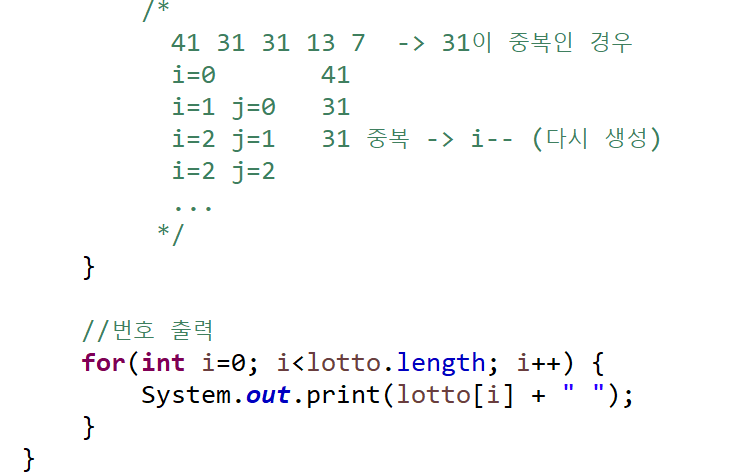 /*
41 31 31 13 7 -> 31이 중복인 경우
i=0 41
i=1 j=0 31
i=2 j=1 31 중복 -> i-- (다시 생성)
i=2 j=2
...
*/
}
//번호 출력
for(int i=0; i<lotto.length; i++) {
System.out.print(lotto[i] + " ");
}
}